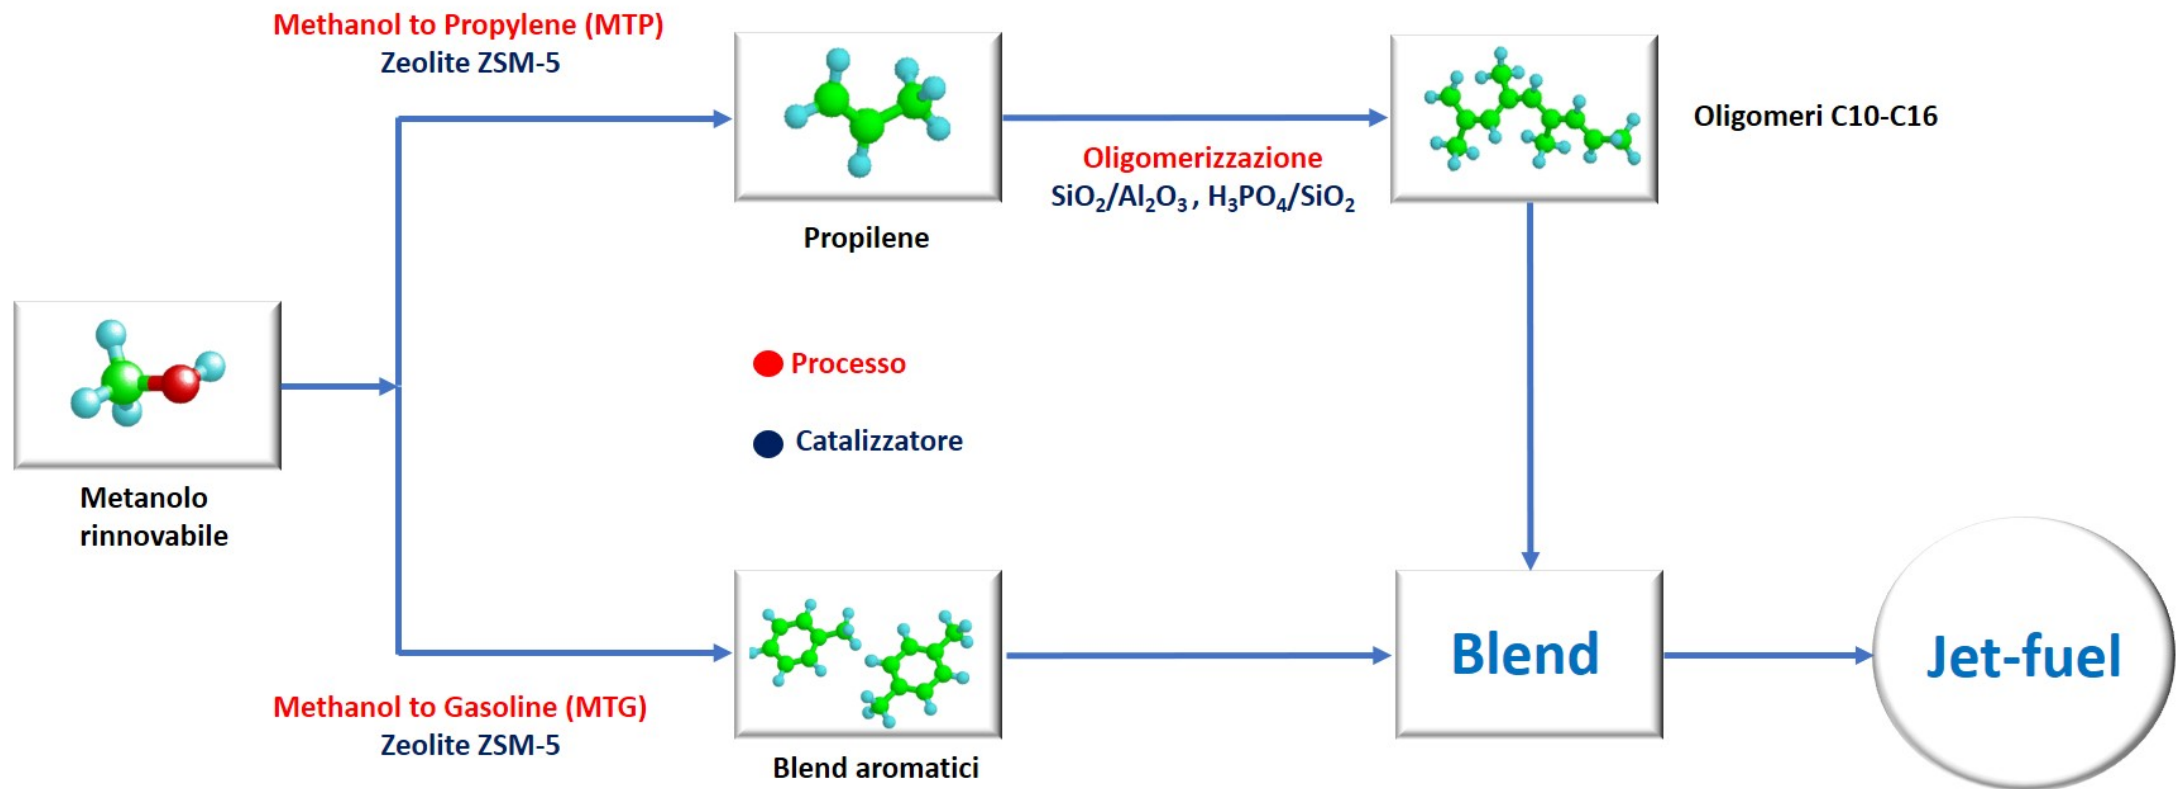 Methanol to Propylene (MTP)
Zeolite ZSM-5
Propilene
Oligomerizzazione
SiO₂/Al₂O₃ , H₃PO₄/SiO₂
Oligomeri C10-C16
Metanolo
rinnovabile
Processo
Catalizzatore
Methanol to Gasoline (MTG)
Zeolite ZSM-5
Blend aromatici
Blend
Jet-fuel